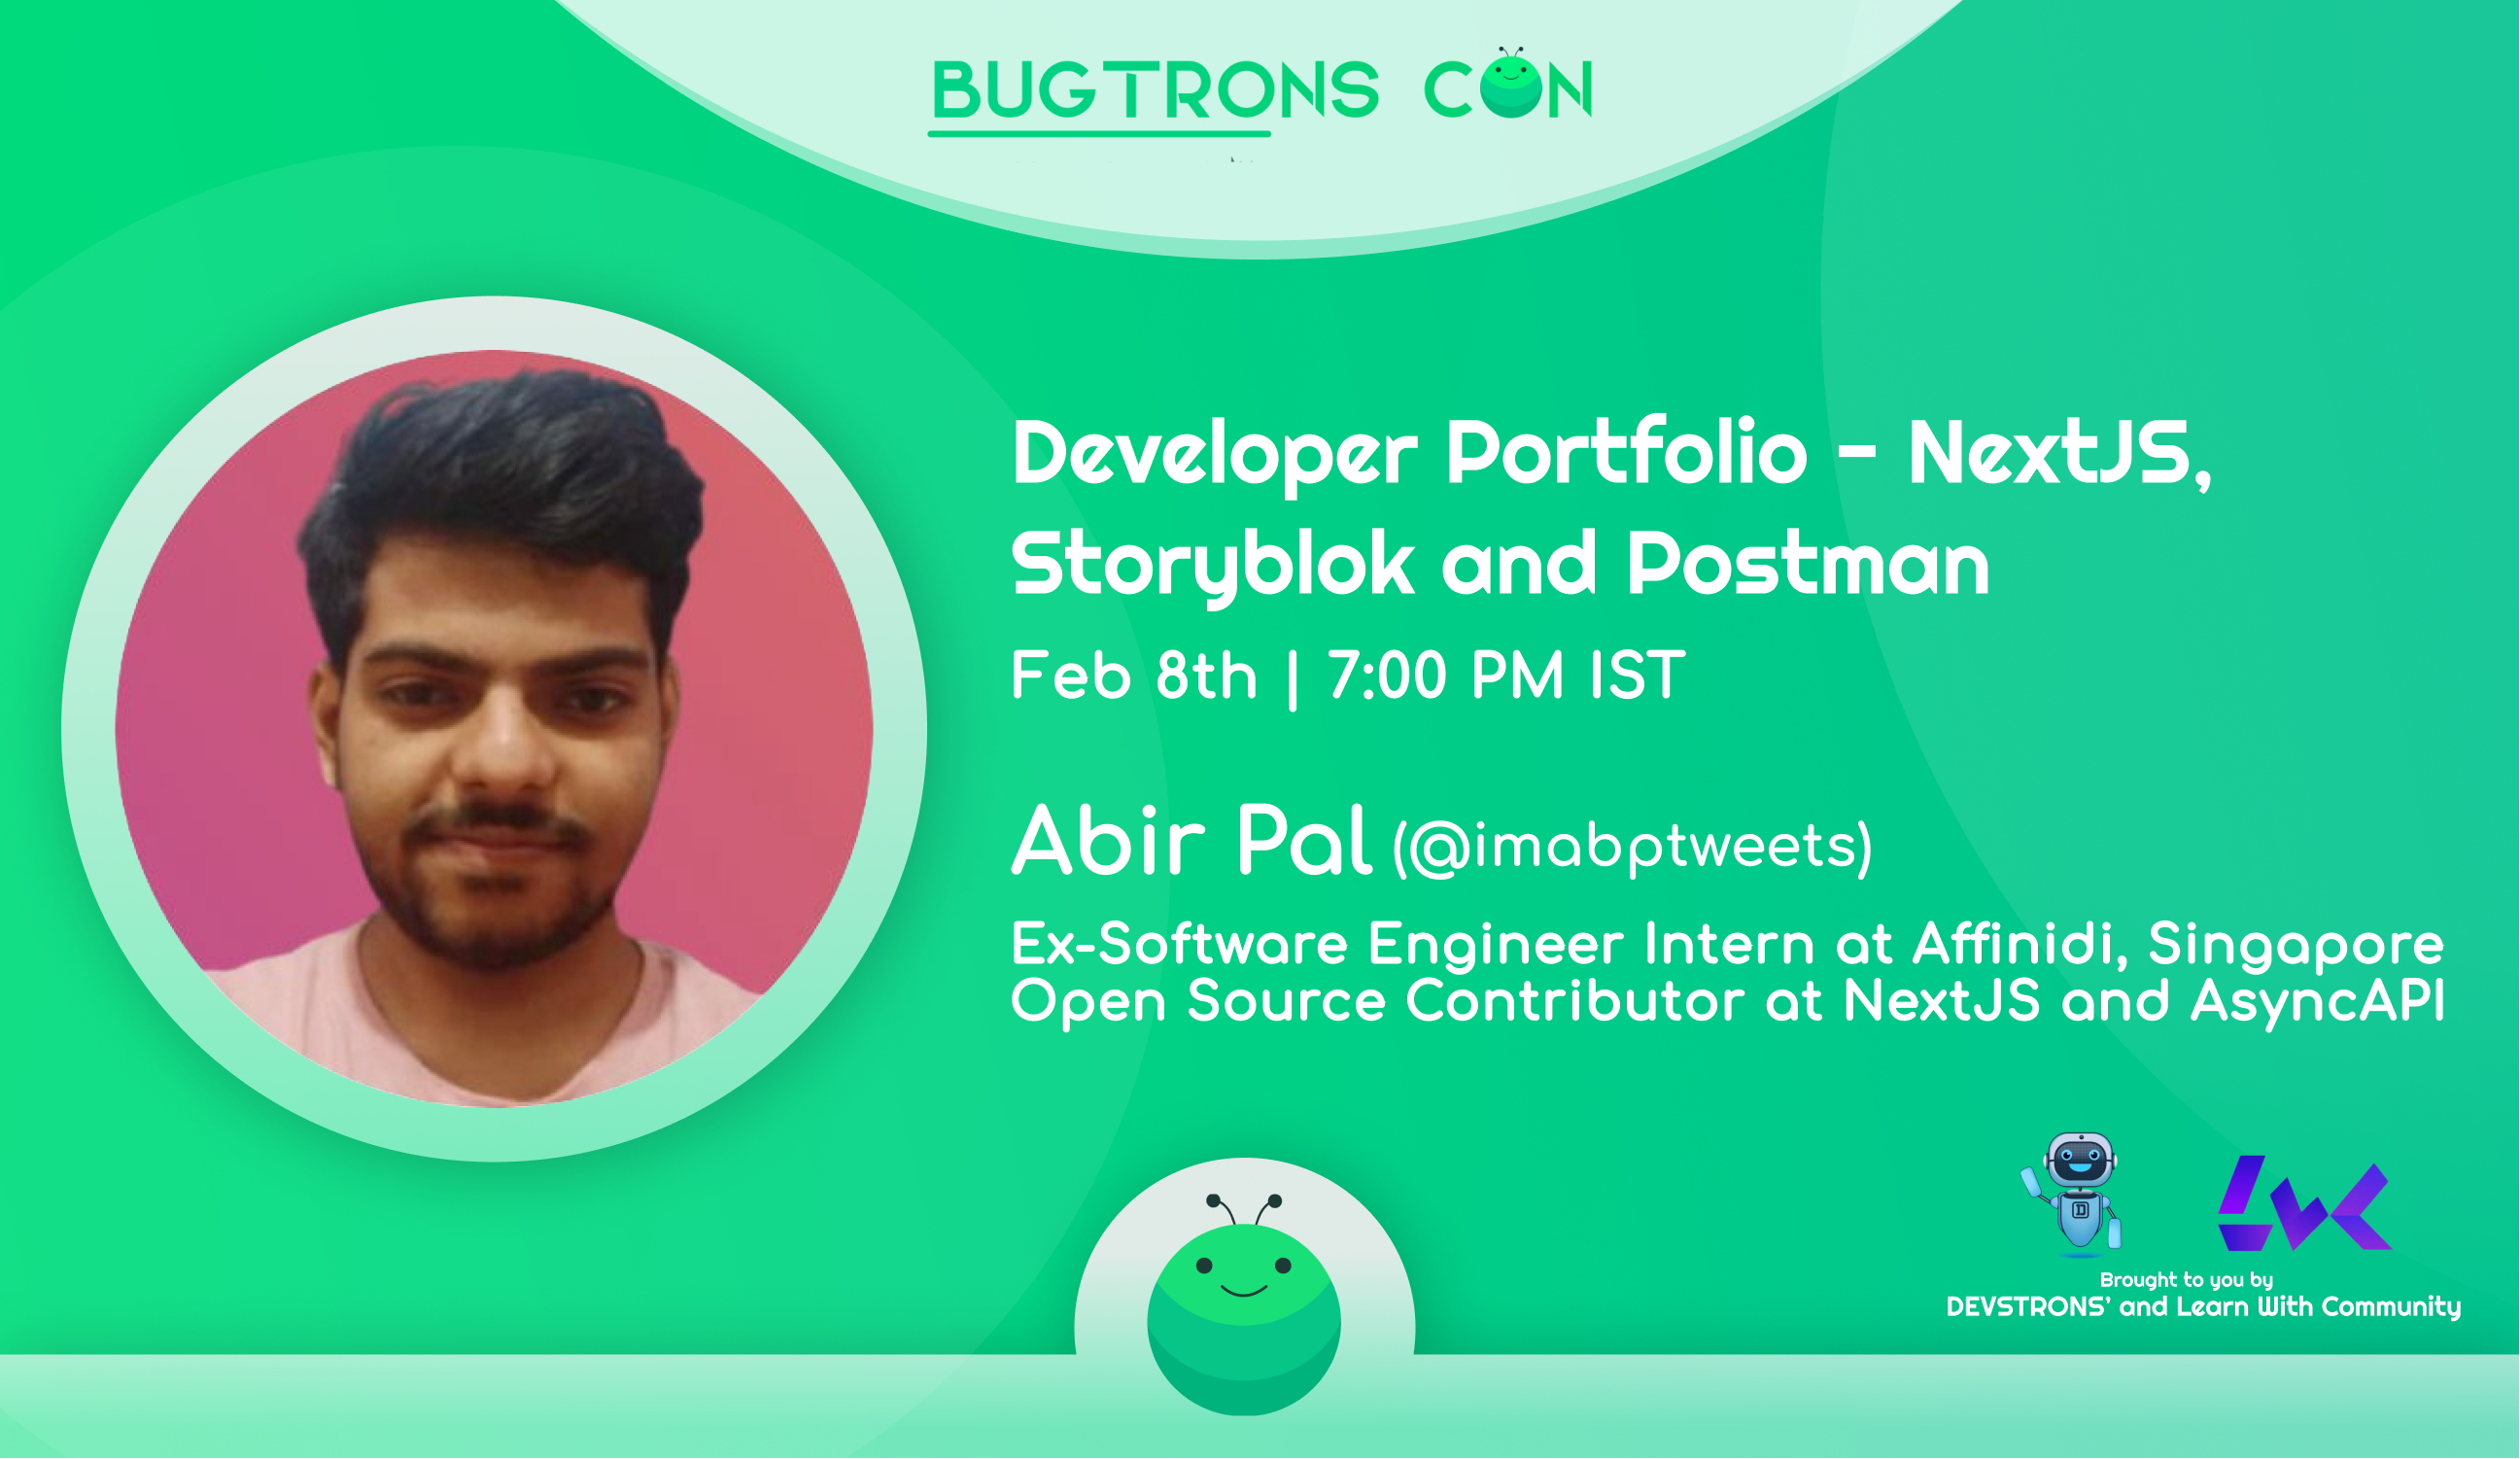 BUGTRONS CON
Developer Portfolio - NextJS,
Storyblok and Postman
Feb 8th | 7:00 PM IST
Abir Pal (@imabptweets)
Ex-Software Engineer Intern at Affinidi, Singapore
Open Source Contributor at NextJS and AsyncAPI
D
LWC
Brought to you by
DEVSTRONS' and Learn With Community